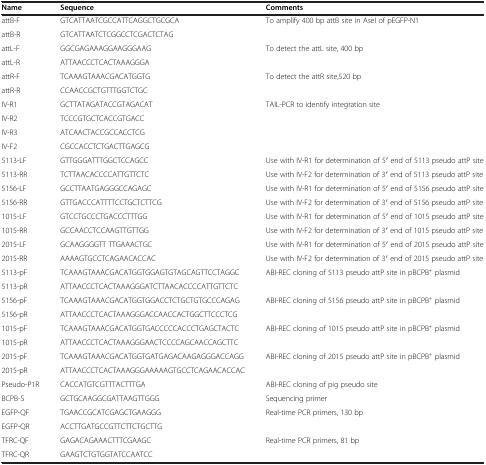 Name Sequence Comments
attB-F GTCATTAATCGCCATTCAGGCTGCGCA To amplify 400 bp attB site in AseI of pEGFP-N1
attB-R GTCATTAATCTCGGCCTCGACTCTAG
attL-F GGCGAGAAAGGAAGGGAAG To detect the attL site, 400 bp
attL-R ATTAACCCTCACTAAAGGGA
attR-F TCAAAGTAAACGACATGGTG To detect the attR site,520 bp
attR-R CCAACCGCTGTTTGGTCTGC
IV-R1 GCTTATAGATACCGTAGACAT TAIL-PCR to identify integration site
IV-R2 TCCCGTGCTCACCGTGACC
IV-R3 ATCAACTACCGCCACCTCG
IV-F2 CGCCACCTCTGACTTGAGCG
5113-LF GTTGGGATTTGGCTCCAGCC Use with IV-R1 for determination of 5′ end of 5113 pseudo attP site
5113-RR TCTTAACACCCCATTGTTCTC Use with IV-F2 for determination of 3′ end of 5113 pseudo attP site
5156-LF GCCTTAATGAGGGCCAGAGC Use with IV-R1 for determination of 5′ end of 5156 pseudo attP site
5156-RR GTTGACCCATTTTCCTGCTCTTCG Use with IV-F2 for determination of 3′ end of 5156 pseudo attP site
1015-LF GTCCTGCCCTGACCCTTTGG Use with IV-R1 for determination of 5′ end of 1015 pseudo attP site
1015-RR GCCAACCTCCAAGTTGTTGG Use with IV-F2 for determination of 3′ end of 1015 pseudo attP site
2015-LF GCAAGGGGTT TTGAAACTGC Use with IV-R1 for determination of 5′ end of 2015 pseudo attP site
2015-RR AAAAGTGCCTCAGAACACCAC Use with IV-F2 for determination of 3′ end of 2015 pseudo attP site
5113-pF TCAAAGTAAACGACATGGTGGAGTGTAGCAGTTCCTAGGC ABI-REC cloning of 5113 pseudo attP site in pBCPB⁺ plasmid
5113-pR ATTAACCCTCACTAAAGGGATCTTAACACCCCATTGTTCTC
5156-pF TCAAAGTAAACGACATGGTGGACCTCTGCTGTGCCCAGAG ABI-REC cloning of 5156 pseudo attP site in pBCPB⁺ plasmid
5156-pR ATTAACCCTCACTAAAGGGACCAACCACTGGCTTCCCTCG
1015-pF TCAAAGTAAACGACATGGTGACCCCCACCCTGAGCTACTC ABI-REC cloning of 1015 pseudo attP site in pBCPB⁺ plasmid
1015-pR ATTAACCCTCACTAAAGGGAACTCCCCAGCAACCAGCTTC
2015-pF TCAAAGTAAACGACATGGTGATGAGACAAGAGGGACCAGG ABI-REC cloning of 2015 pseudo attP site in pBCPB⁺ plasmid
2015-pR ATTAACCCTCACTAAAGGGAAAAAGTGCCTCAGAACACCAC
Pseudo-P1R CACCATGTCGTTTACTTTGA ABI-REC cloning of pig pseudo site
BCPB-S GCTGCAAGGCGATTAAGTTGGG Sequencing primer
EGFP-QF TGAACCGCATCGAGCTGAAGGG Real-time PCR primers, 130 bp
EGFP-QR ACCTTGATGCCGTTCTTCTGCTTG
TFRC-QF GAGACAGAAACTTTCGAAGC Real-time PCR primers, 81 bp
TFRC-QR GAAGTCTGTGGTATCCAATCC